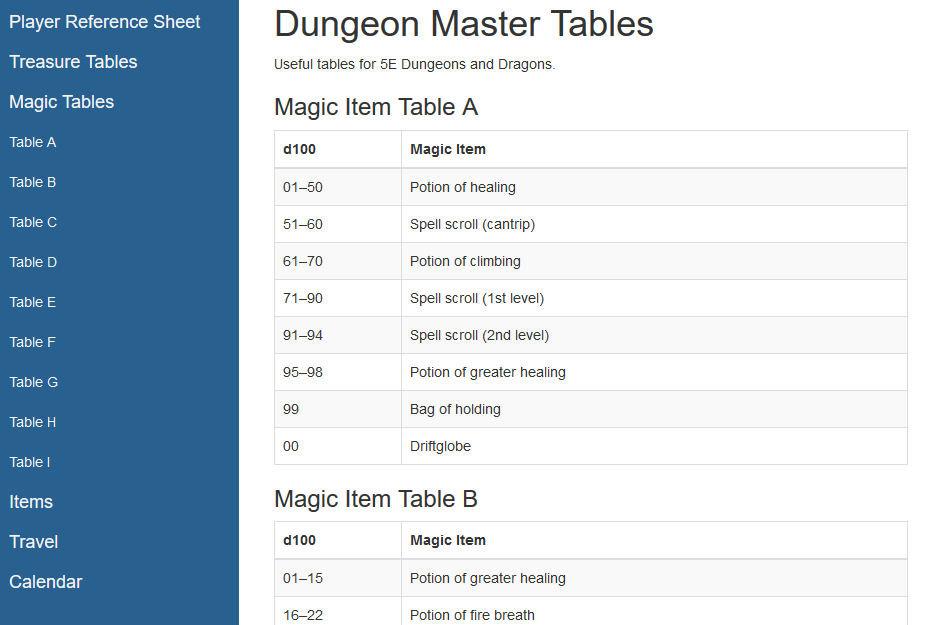 Player Reference Sheet
Treasure Tables
Magic Tables
Table A
Table B
Table C
Table D
Table E
Table F
Table G
Table H
Table I
Items
Travel
Calendar
Dungeon Master Tables
Useful tables for 5E Dungeons and Dragons.
Magic Item Table A
d100 Magic Item
01–50 Potion of healing
51–60 Spell scroll (cantrip)
61–70 Potion of climbing
71–90 Spell scroll (1st level)
91–94 Spell scroll (2nd level)
95–98 Potion of greater healing
99 Bag of holding
00 Driftglobe
Magic Item Table B
d100 Magic Item
01–15 Potion of greater healing
16–22 Potion of fire breath